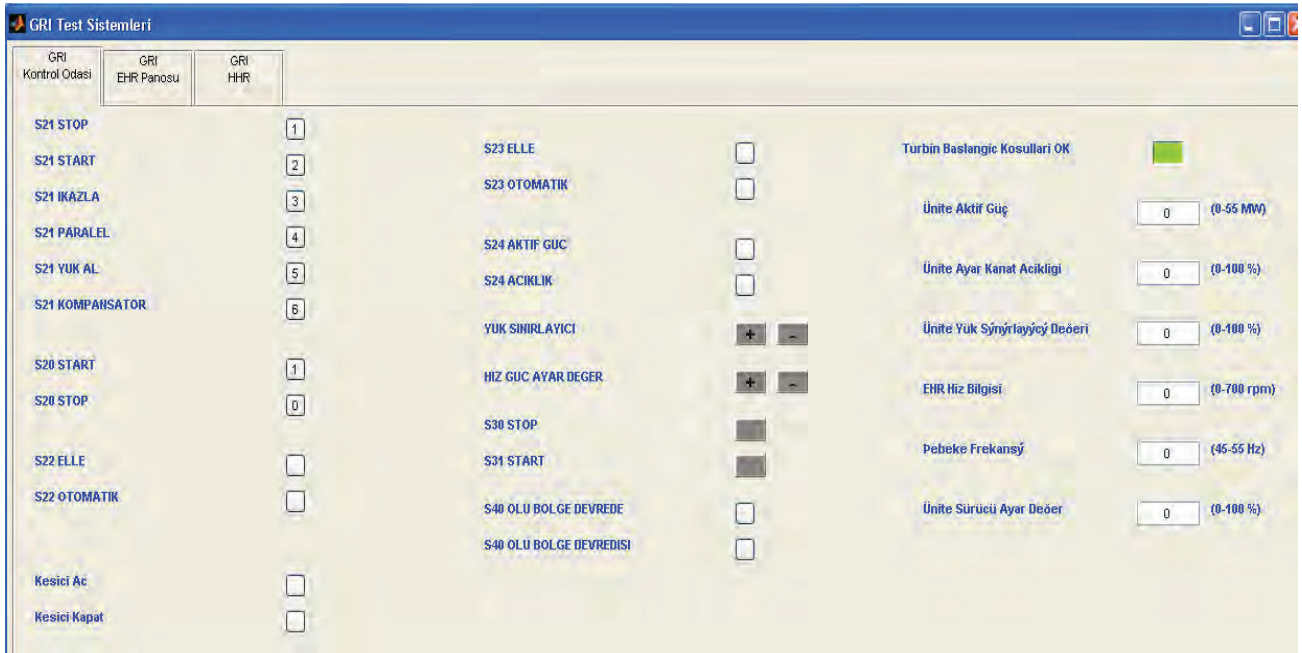 GRI Test Sistemleri
GRI
Kontrol Odasi
GRI
EHR Panosu
GRI
HHR
S21 STOP
1
S21 START
2
S21 IKAZLA
3
S21 PARALEL
4
S21 YUK AL
5
S21 KOMPANSATOR
6
S20 START
1
S20 STOP
0
S22 ELLE
S22 OTOMATIK
Kesici Ac
Kesici Kapat
S23 ELLE
S23 OTOMATIK
S24 AKTIF GUC
S24 ACIKLIK
YUK SINIRLAYICI
+ -
HIZ GUC AYAR DEGER
+ -
S30 STOP
S31 START
S40 OLU BOLGE DEVREDE
S40 OLU BOLGE DEVREDISI
Turbin Baslangic Kosullari OK
Ünite Aktif Güç
0 (0-55 MW)
Ünite Ayar Kanat Acikligi
0 (0-100 %)
Ünite Yük Sýnýrlayýcý Deðeri
0 (0-100 %)
EHR Hiz Bilgisi
0 (0-700 rpm)
Þebeke Frekansý
0 (45-55 Hz)
Ünite Sürücü Ayar Deðer
0 (0-100 %)